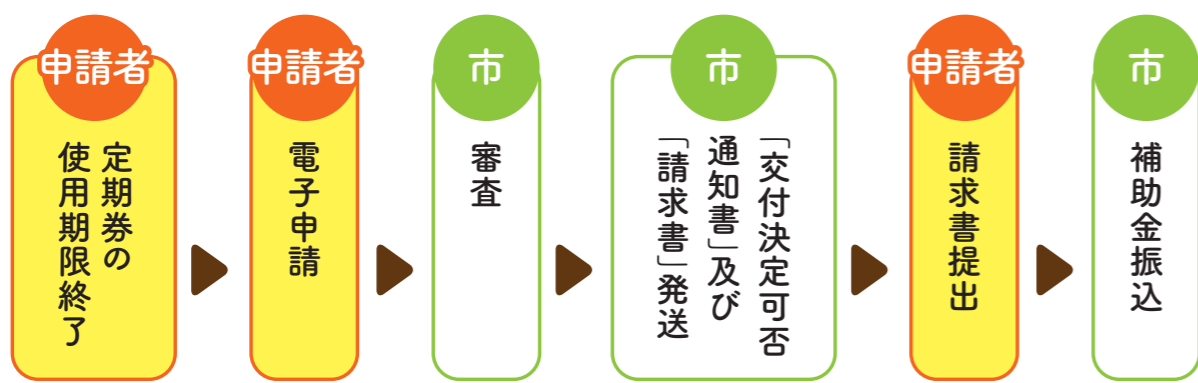 申請者
定期券の
使用期限終了
申請者
電子申請
市
審査
市
「交付決定可否
通知書」及び
「請求書」発送
申請者
請求書提出
市
補助金振込